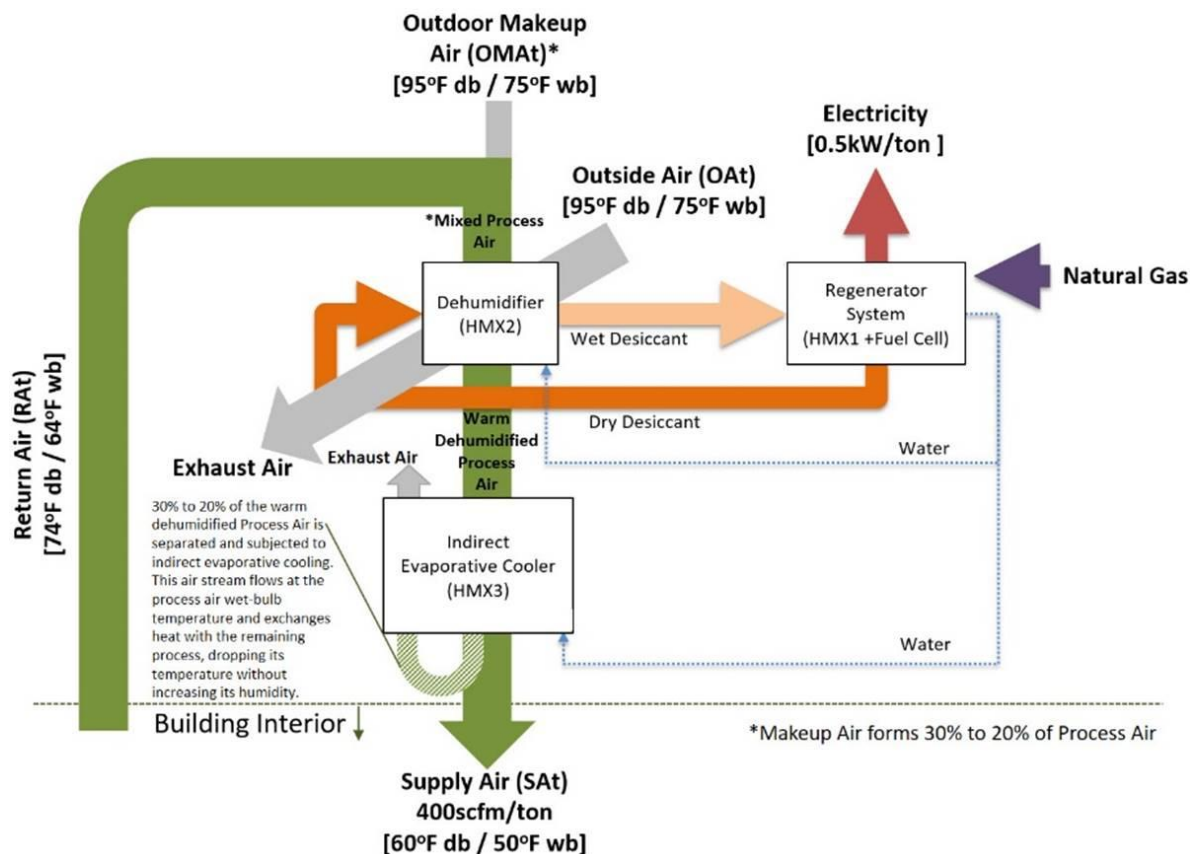 Outdoor Makeup
Air (OMAt)*
[95°F db / 75°F wb]
Electricity
[0.5kW/ton ]
Outside Air (OAt)
[95°F db / 75°F wb]
*Mixed Process
Air
Dehumidifier
(HMX2)
Regenerator
System
(HMX1 +Fuel Cell)
Natural Gas
Wet Desiccant
Dry Desiccant
Return Air (RAt)
[74°F db / 64°F wb]
Warm
Dehumidified
Process
Air
Water
Exhaust Air
Exhaust Air
30% to 20% of the warm
dehumidified Process Air is
separated and subjected to
indirect evaporative cooling.
This air stream flows at the
process air wet-bulb
temperature and exchanges
heat with the remaining
process, dropping its
temperature without
increasing its humidity.
Indirect
Evaporative Cooler
(HMX3)
Water
Building Interior
*Makeup Air forms 30% to 20% of Process Air
Supply Air (SAt)
400scfm/ton
[60°F db / 50°F wb]